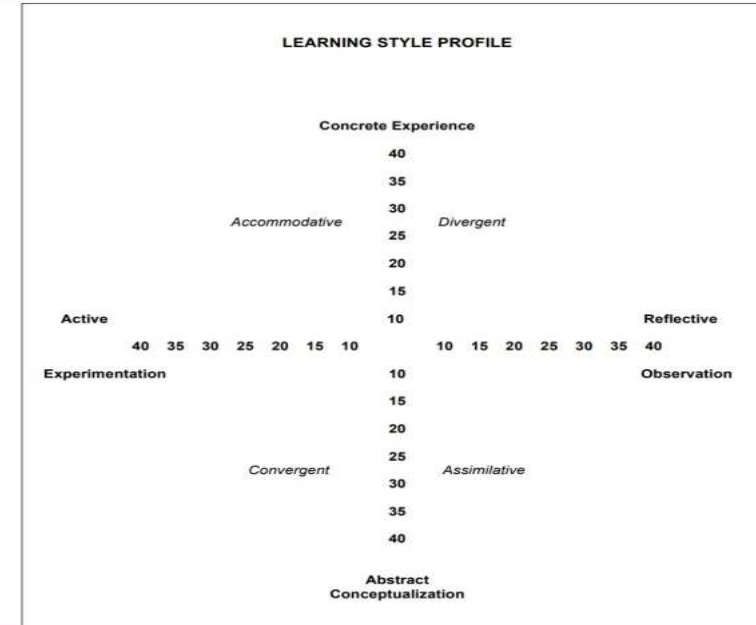 LEARNING STYLE PROFILE
Concrete Experience
40
35
30
Accommodative Divergent
25
20
15
Active 10 Reflective
40 35 30 25 20 15 10 10 15 20 25 30 35 40
Experimentation 10 Observation
15
20
25
Convergent Assimilative
30
35
40
Abstract
Conceptualization